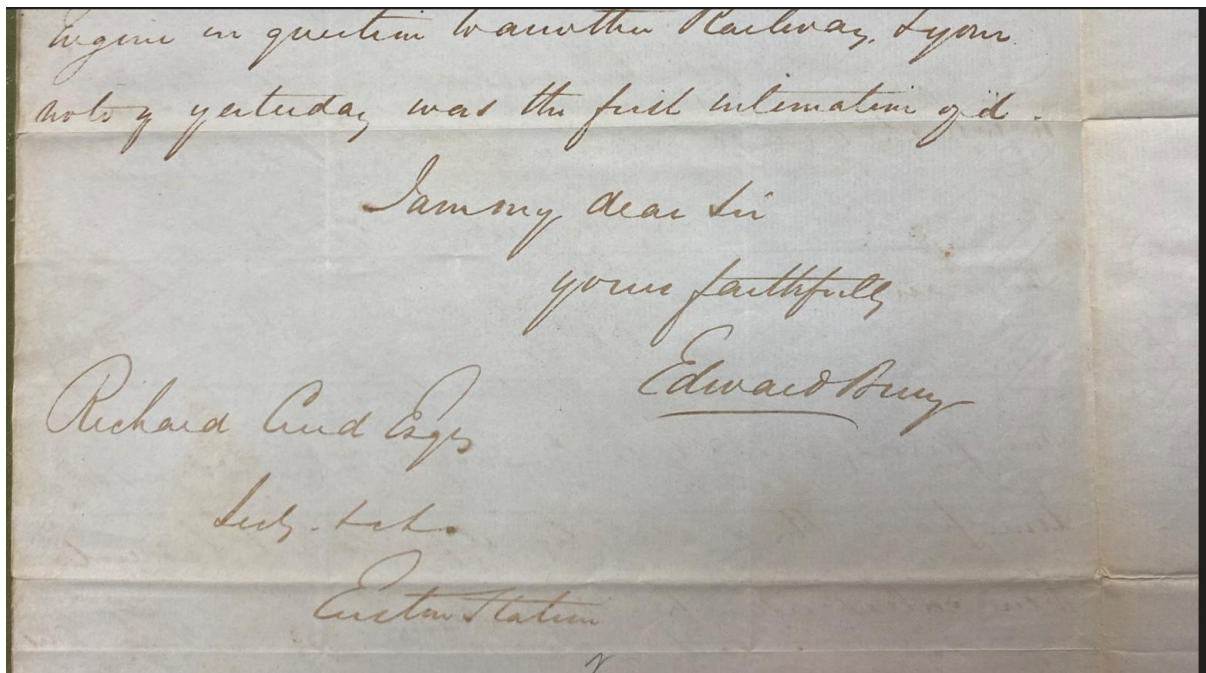 Engine in question to another Railway, & your
note of yesterday was the first intimation of it.
I am my dear Sir
yours faithfully
Edward Bury
Richard Creed Esqr
Secy. &c &c
Euston Station